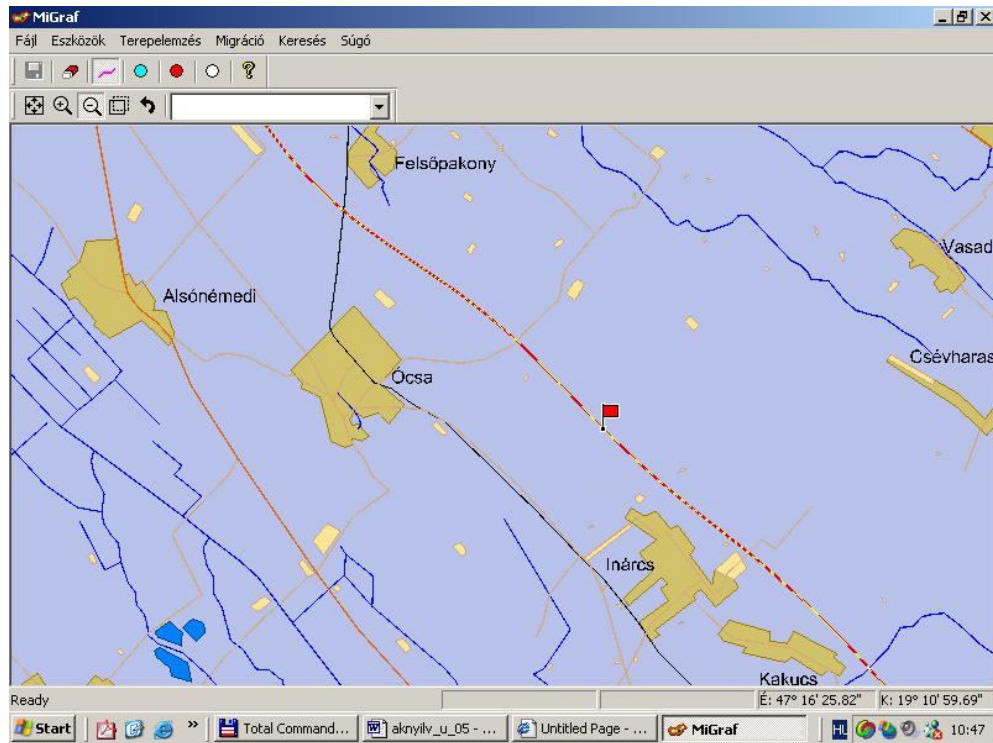 MiGraf
Fájl Eszközök Terepelemzés Migráció Keresés Súgó
Felsőpakony
Vasad
Alsónémedi
Csévharas
Ócsa
Inárcs
Kakucs
Ready É: 47° 16' 25.82" K: 19° 10' 59.69"
Start » Total Command... aknyilv_u_05 - ... Untitled Page - ... MiGraf HL 10:47